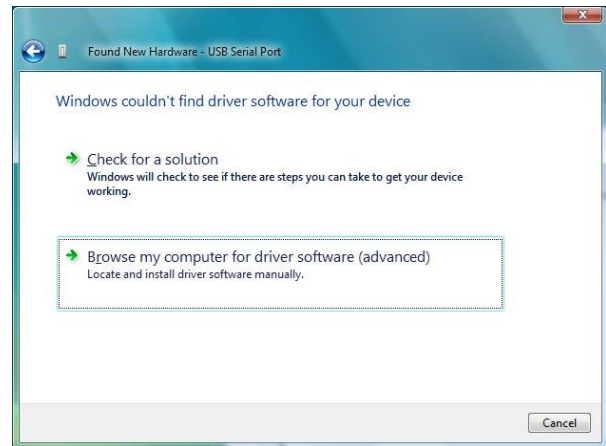 Found New Hardware - USB Serial Port
Windows couldn't find driver software for your device
Check for a solution
Windows will check to see if there are steps you can take to get your device
working.
Browse my computer for driver software (advanced)
Locate and install driver software manually.
Cancel